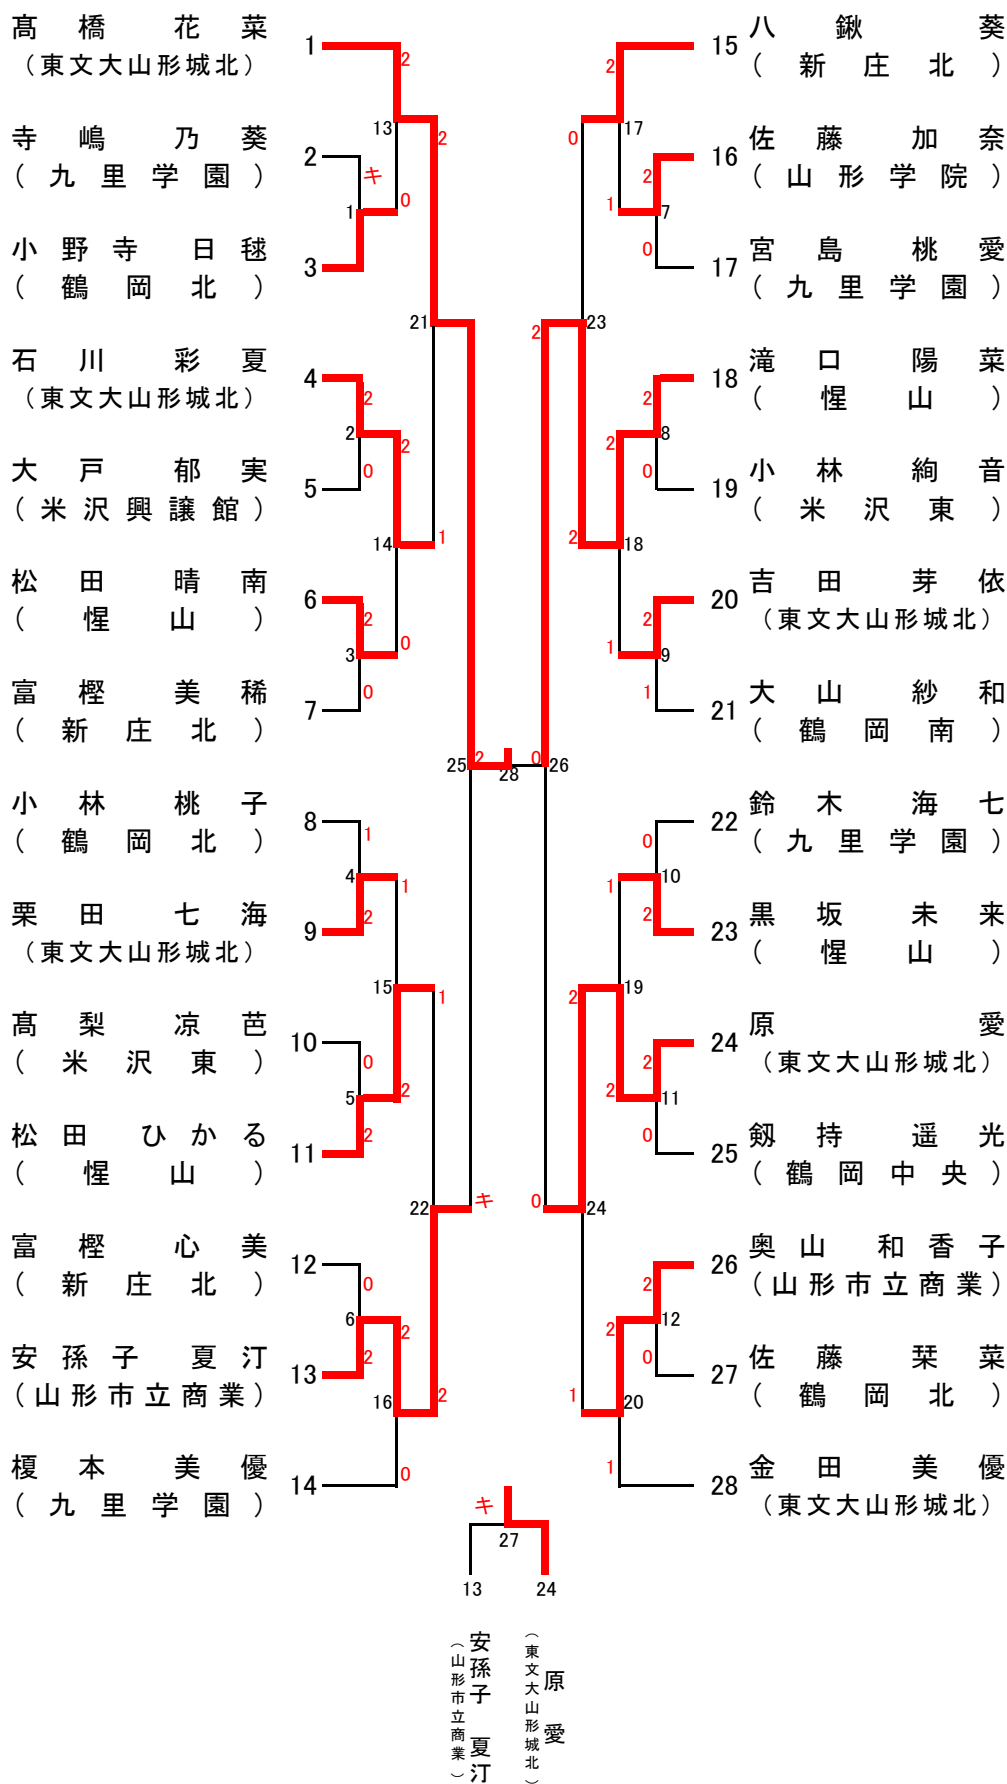 髙橋花菜
（東文大山形城北）
1
寺嶋乃葵
（九里学園）
2
小野寺日毬
（鶴岡北）
3
石川彩夏
（東文大山形城北）
4
大戸郁実
（米沢興譲館）
5
松田晴南
（惺山）
6
富樫美稀
（新庄北）
7
小林桃子
（鶴岡北）
8
栗田七海
（東文大山形城北）
9
髙梨凉芭
（米沢東）
10
松田ひかる
（惺山）
11
富樫心美
（新庄北）
12
安孫子夏汀
（山形市立商業）
13
榎本美優
（九里学園）
14
2
13
2
キ
1
0
21
2
2
2
0
14
1
2
3
0
0
25
2
28
0
26
1
4
1
2
15
1
0
5
2
2
22
キ
0
6
2
2
16
2
0
2
0
17
2
1
7
0
2
23
2
2
8
0
2
18
2
1
9
1
0
1
10
2
2
19
2
2
11
0
0
24
2
2
12
0
1
20
1
15
八鍬葵
（新庄北）
16
佐藤加奈
（山形学院）
17
宮島桃愛
（九里学園）
18
滝口陽菜
（惺山）
19
小林絢音
（米沢東）
20
吉田芽依
（東文大山形城北）
21
大山紗和
（鶴岡南）
22
鈴木海七
（九里学園）
23
黒坂未来
（惺山）
24
原愛
（東文大山形城北）
25
剱持遥光
（鶴岡中央）
26
奥山和香子
（山形市立商業）
27
佐藤栞菜
（鶴岡北）
28
金田美優
（東文大山形城北）
キ
27
13
24
安孫子 夏汀
（山形市立商業）
原 愛
（東文大山形城北）